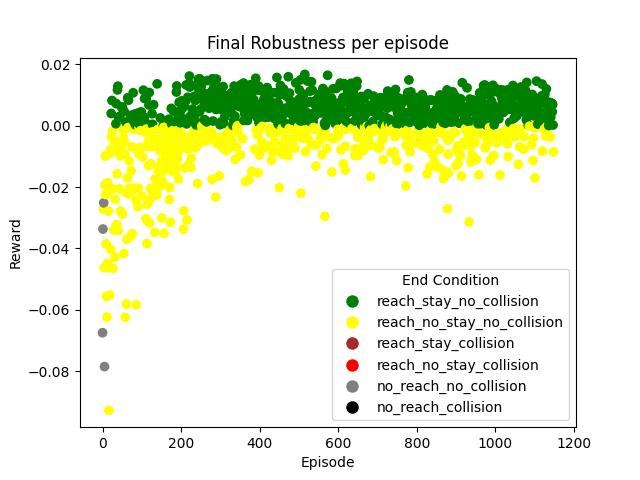 Final Robustness per episode
0.02
0.00
−0.02
−0.04
−0.06
−0.08
Reward
End Condition
reach_stay_no_collision
reach_no_stay_no_collision
reach_stay_collision
reach_no_stay_collision
no_reach_no_collision
no_reach_collision
0 200 400 600 800 1000 1200
Episode